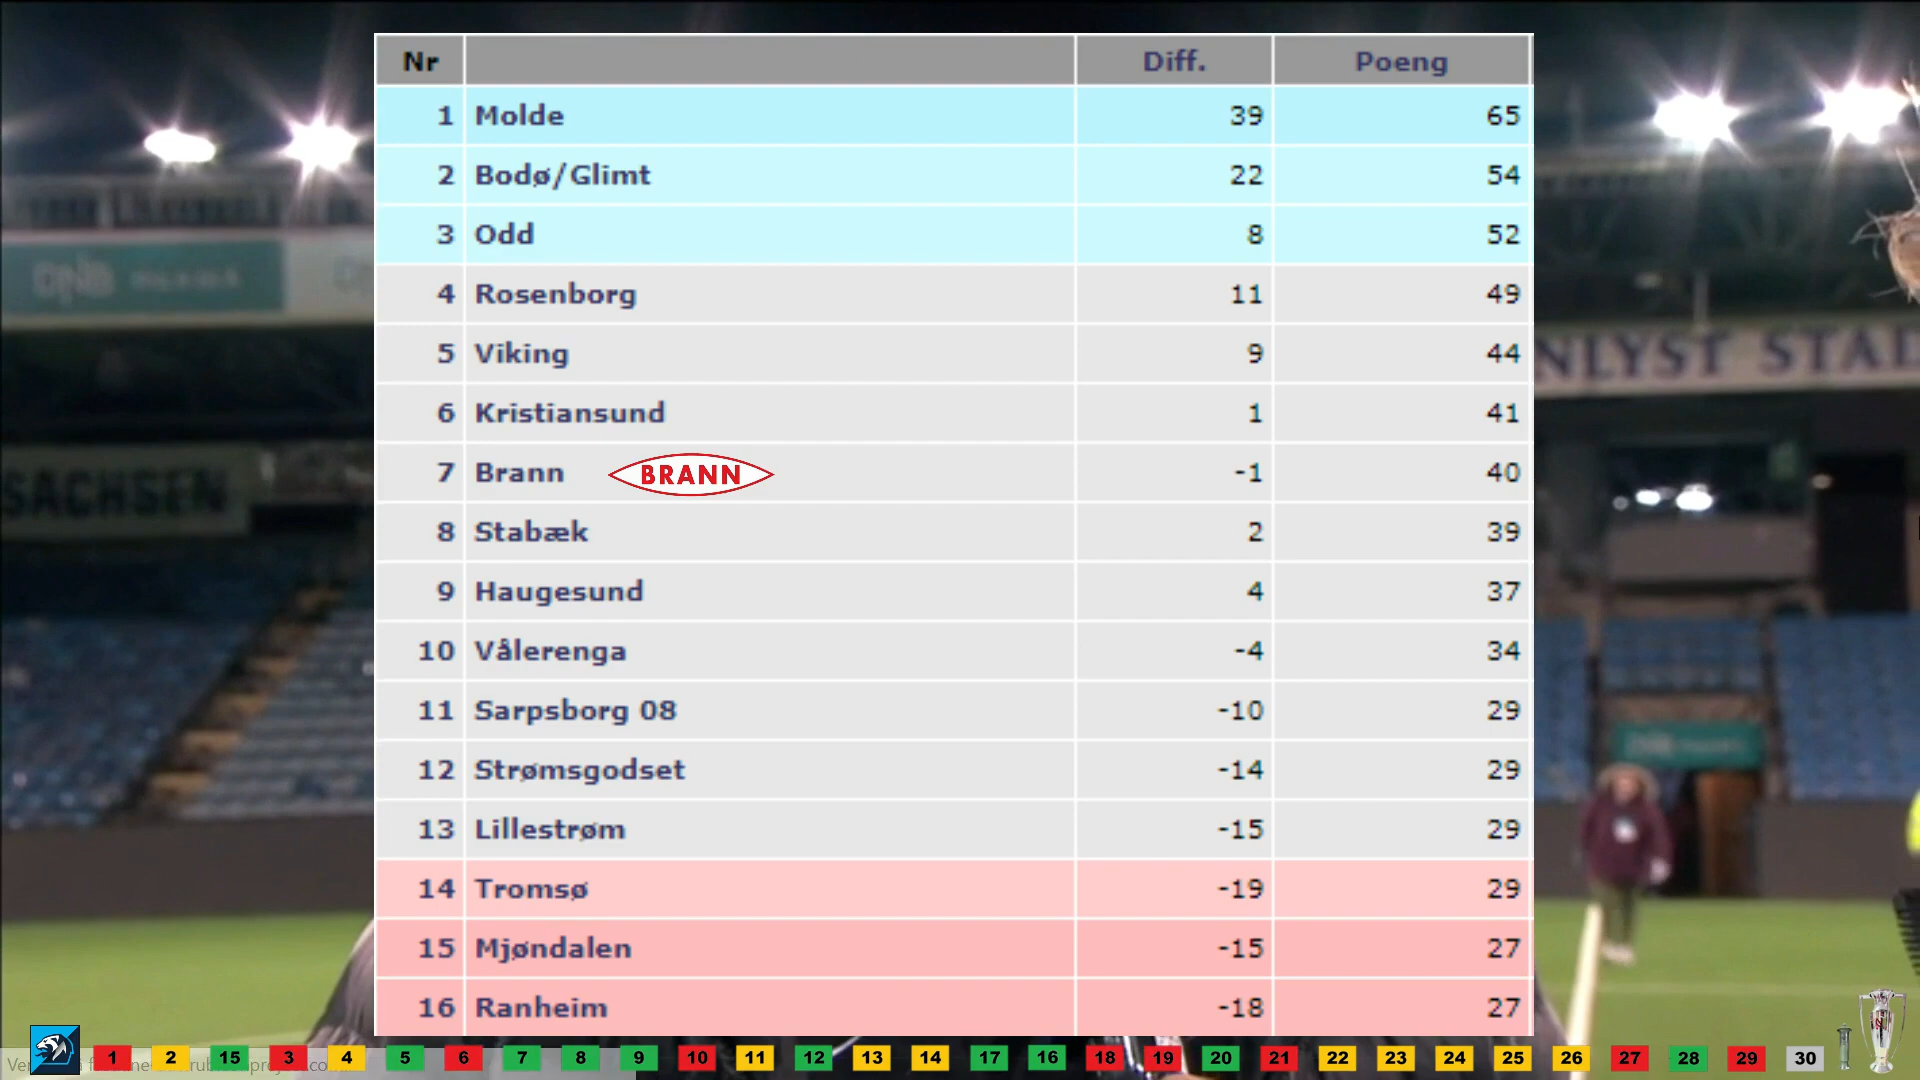 Nr Diff. Poeng
1 Molde 39 65
2 Bodø/Glimt 22 54
3 Odd 8 52
4 Rosenborg 11 49
5 Viking 9 44
6 Kristiansund 1 41
7 Brann BRANN -1 40
8 Stabæk 2 39
9 Haugesund 4 37
10 Vålerenga -4 34
11 Sarpsborg 08 -10 29
12 Strømsgodset -14 29
13 Lillestrøm -15 29
14 Tromsø -19 29
15 Mjøndalen -15 27
16 Ranheim -18 27
DNB
NLYST STAD
SACHSEN
1 2 15 3 4 5 6 7 8 9 10 11 12 13 14 17 16 18 19 20 21 22 23 24 25 26 27 28 29 30